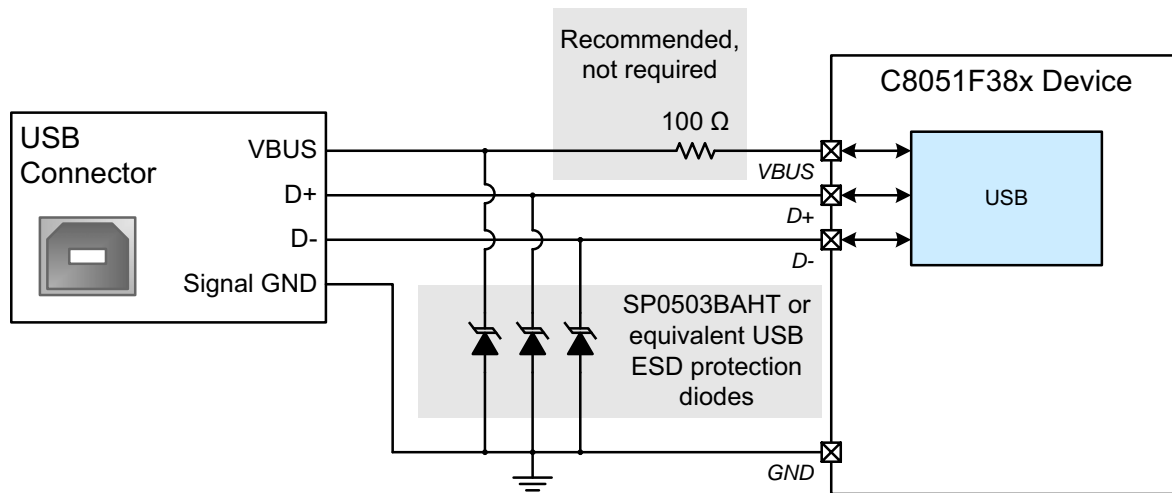 Recommended,
not required
100 Ω
C8051F38x Device
USB
Connector
VBUS
D+
D-
Signal GND
VBUS
D+
D-
USB
SP0503BAHT or
equivalent USB
ESD protection
diodes
GND